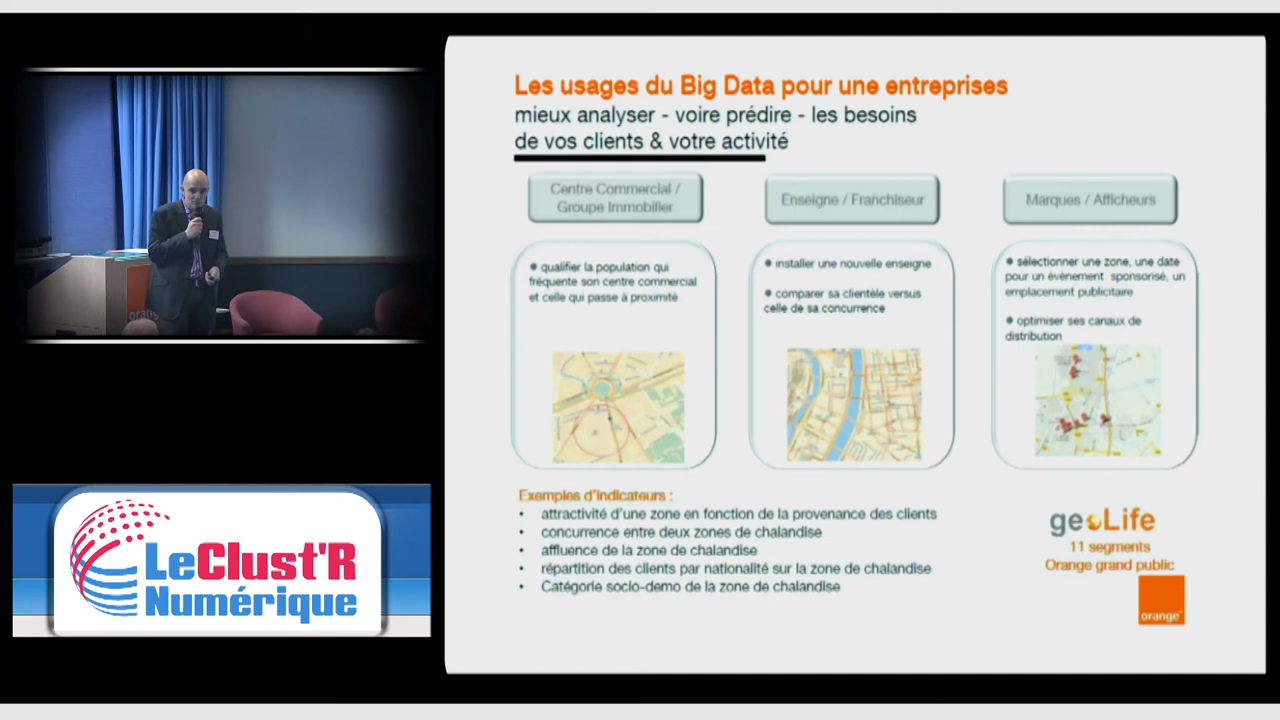 Les usages du Big Data pour une entreprises
mieux analyser - voire prédire - les besoins
de vos clients & votre activité
Centre Commercial /
Groupe Immobilier
Enseigne / Franchiseur
Marques / Afficheurs
● qualifier la population qui
fréquente son centre commercial
et celle qui passe à proximité
● installer une nouvelle enseigne
● comparer sa clientèle versus
celle de sa concurrence
● sélectionner une zone, une date
pour un évènement sponsorisé, un
emplacement publicitaire
● optimiser ses canaux de
distribution
Exemples d'indicateurs :
• attractivité d'une zone en fonction de la provenance des clients
• concurrence entre deux zones de chalandise
• affluence de la zone de chalandise
• répartition des clients par nationalité sur la zone de chalandise
• Catégorie socio-demo de la zone de chalandise
geoLife
11 segments
Orange grand public
orange™
orange
LeClust'R
Numérique